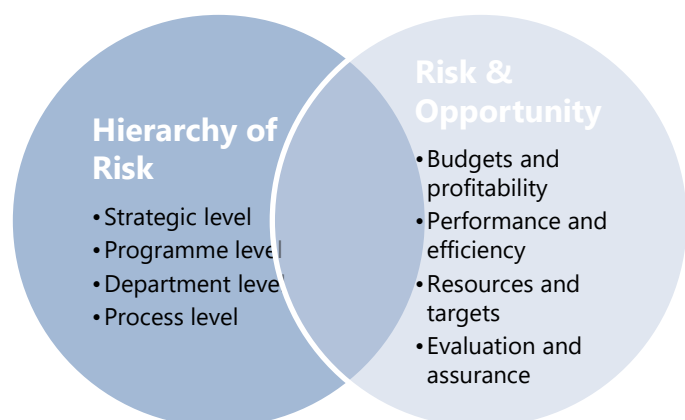 Hierarchy of
Risk
• Strategic level
• Programme level
• Department level
• Process level
Risk &
Opportunity
• Budgets and
profitability
• Performance and
efficiency
• Resources and
targets
• Evaluation and
assurance